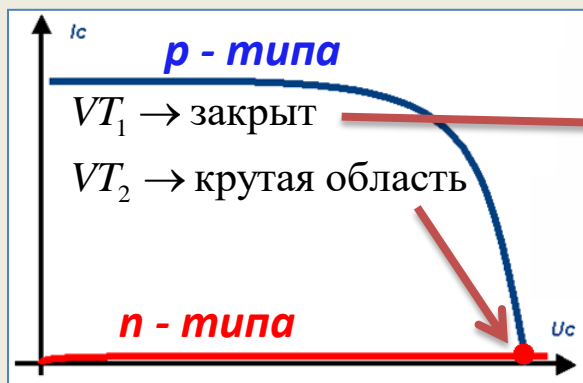 Ic
p - типа
VT₁ → закрыт
VT₂ → крутая область
n - типа
Uc